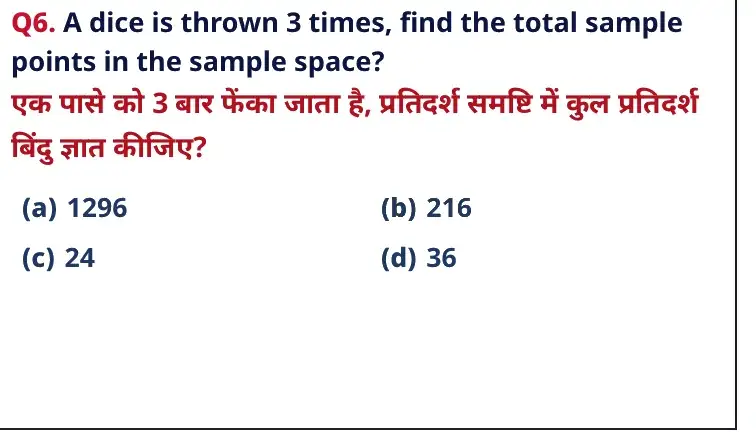 Q6. A dice is thrown 3 times, find the total sample
points in the sample space?
एक पासे को 3 बार फेंका जाता है, प्रतिदर्श समष्टि में कुल प्रतिदर्श
बिंदु ज्ञात कीजिए?
(a) 1296 (b) 216
(c) 24 (d) 36